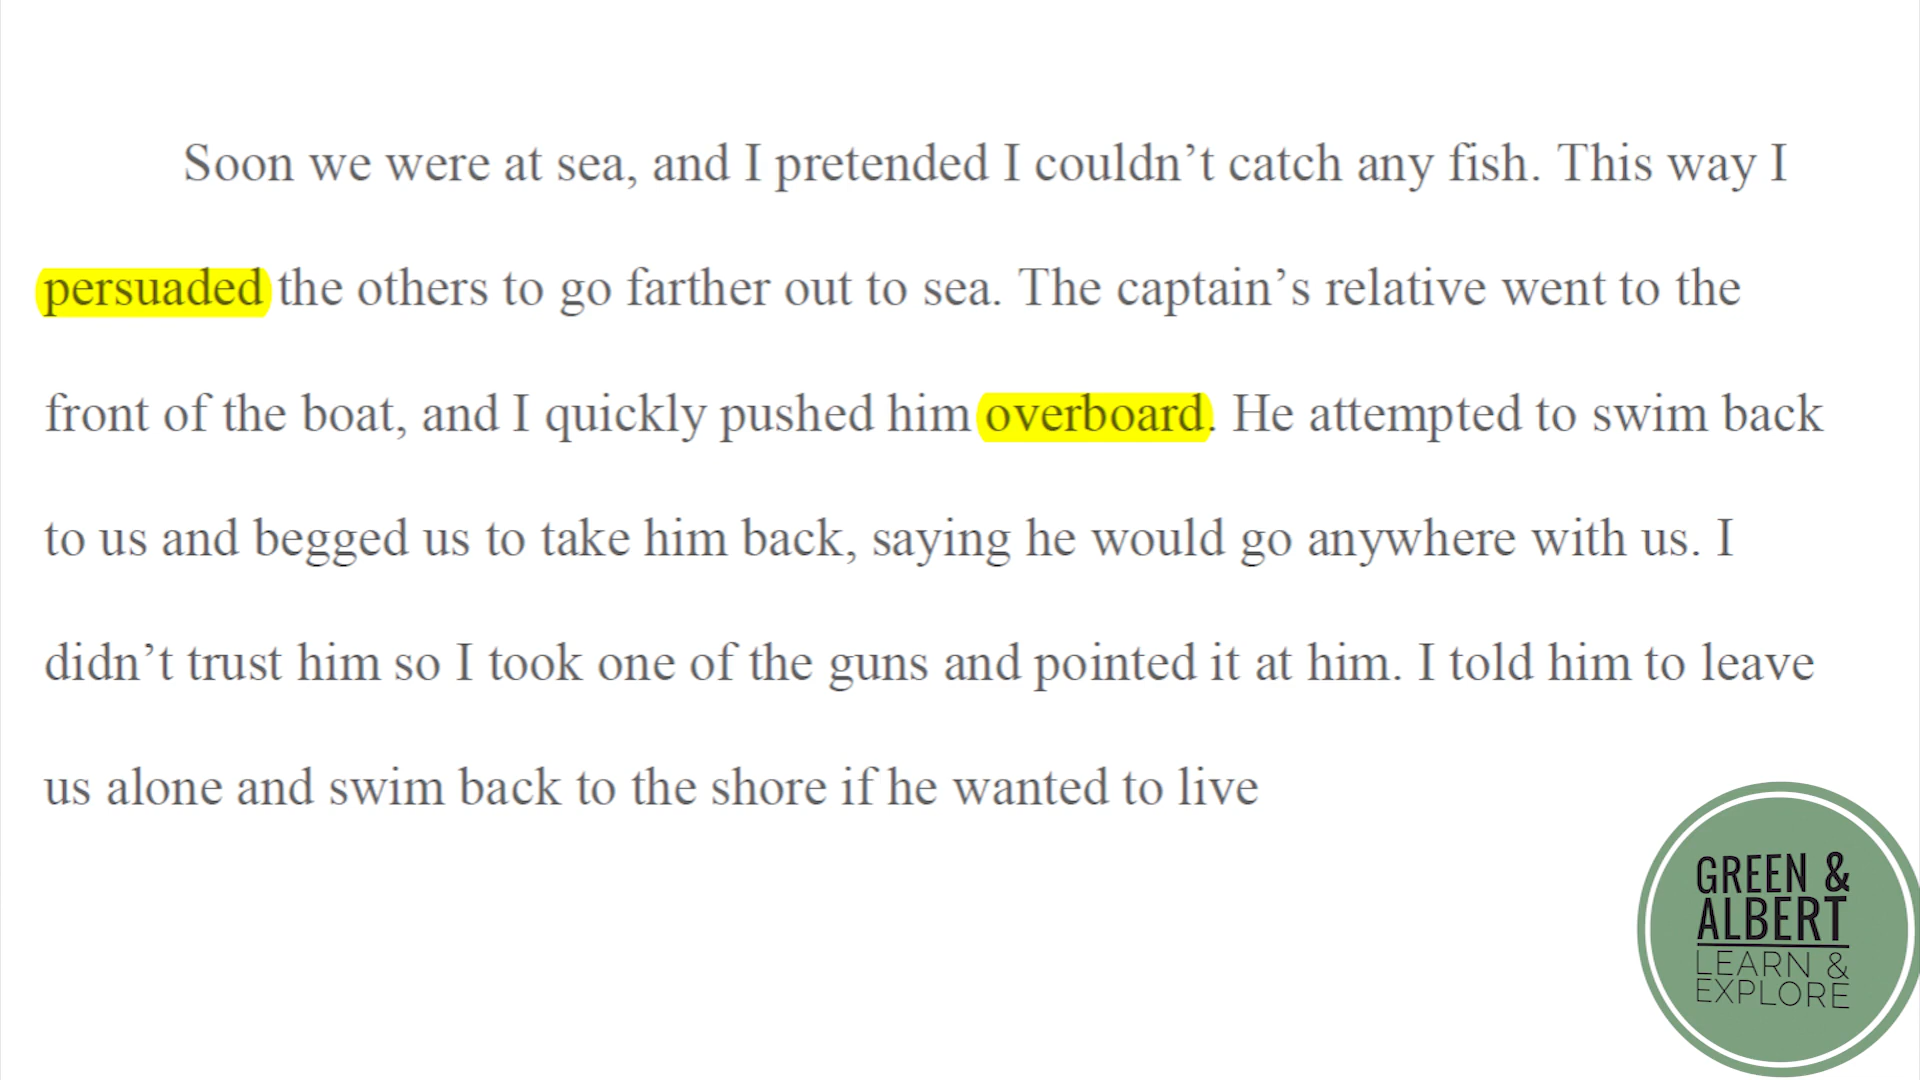 Soon we were at sea, and I pretended I couldn’t catch any fish. This way I
persuaded the others to go farther out to sea. The captain’s relative went to the
front of the boat, and I quickly pushed him overboard. He attempted to swim back
to us and begged us to take him back, saying he would go anywhere with us. I
didn’t trust him so I took one of the guns and pointed it at him. I told him to leave
us alone and swim back to the shore if he wanted to live
GREEN &
ALBERT
LEARN &
EXPLORE